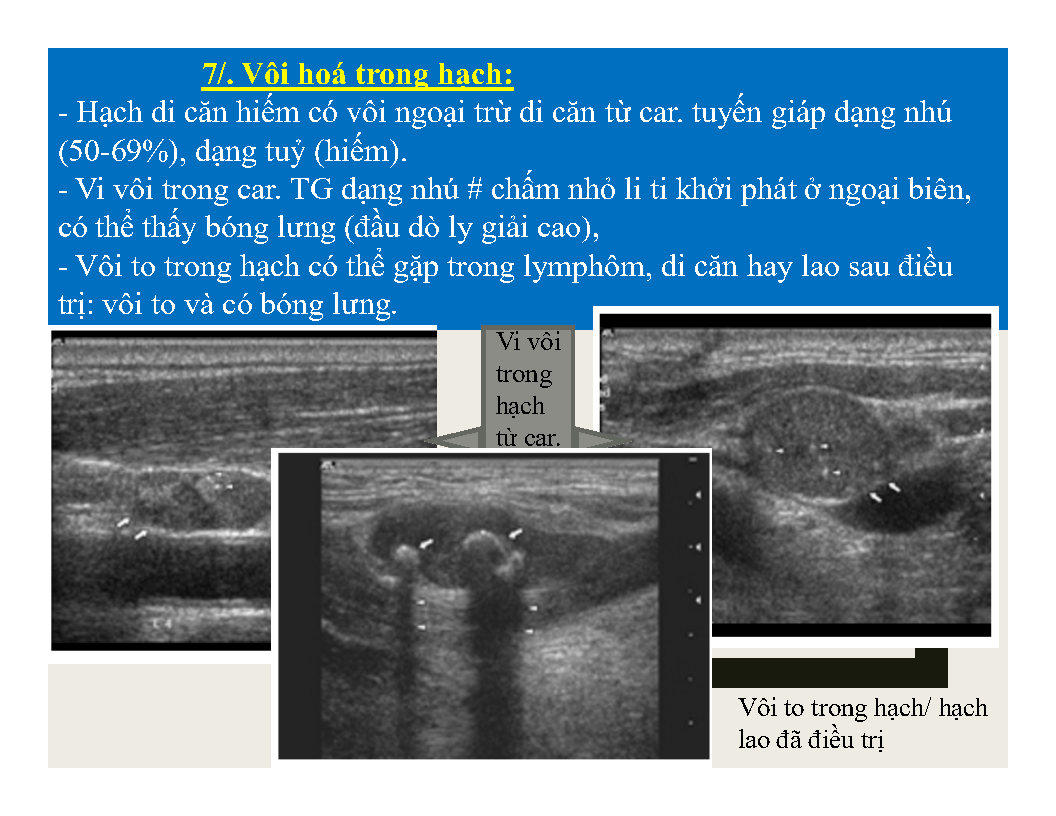 7/. Vôi hoá trong hạch:
- Hạch di căn hiếm có vôi ngoại trừ di căn từ car. tuyến giáp dạng nhú
(50-69%), dạng tuỷ (hiếm).
- Vi vôi trong car. TG dạng nhú # chấm nhỏ li ti khởi phát ở ngoại biên,
có thể thấy bóng lưng (đầu dò ly giải cao),
- Vôi to trong hạch có thể gặp trong lymphôm, di căn hay lao sau điều
trị: vôi to và có bóng lưng.
Vi vôi
trong
hạch
từ car.
Vôi to trong hạch/ hạch
lao đã điều trị